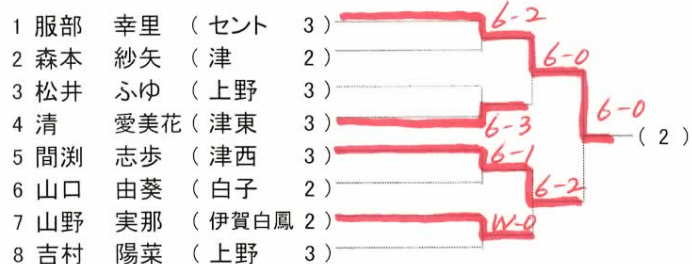 1 服部 幸里 (セント 3) 6-2
2 森本 紗矢 (津 2) 6-0
3 松井 ふゆ (上野 3) 6-0
4 清 愛美花 (津東 3) 6-3 (2)
5 間渕 志歩 (津西 3) 6-1
6 山口 由葵 (白子 2) 6-2
7 山野 実那 (伊賀白鳳 2) W-0
8 吉村 陽菜 (上野 3)